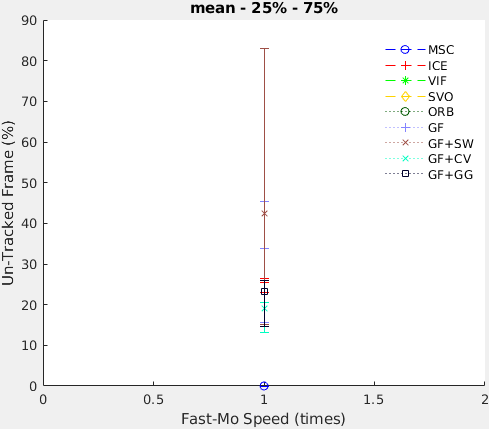 mean - 25% - 75%
90
80
70
60
50
40
30
20
10
0
Un-Tracked Frame (%)
MSC
ICE
VIF
SVO
ORB
GF
GF+SW
GF+CV
GF+GG
0 0.5 1 1.5 2
Fast-Mo Speed (times)